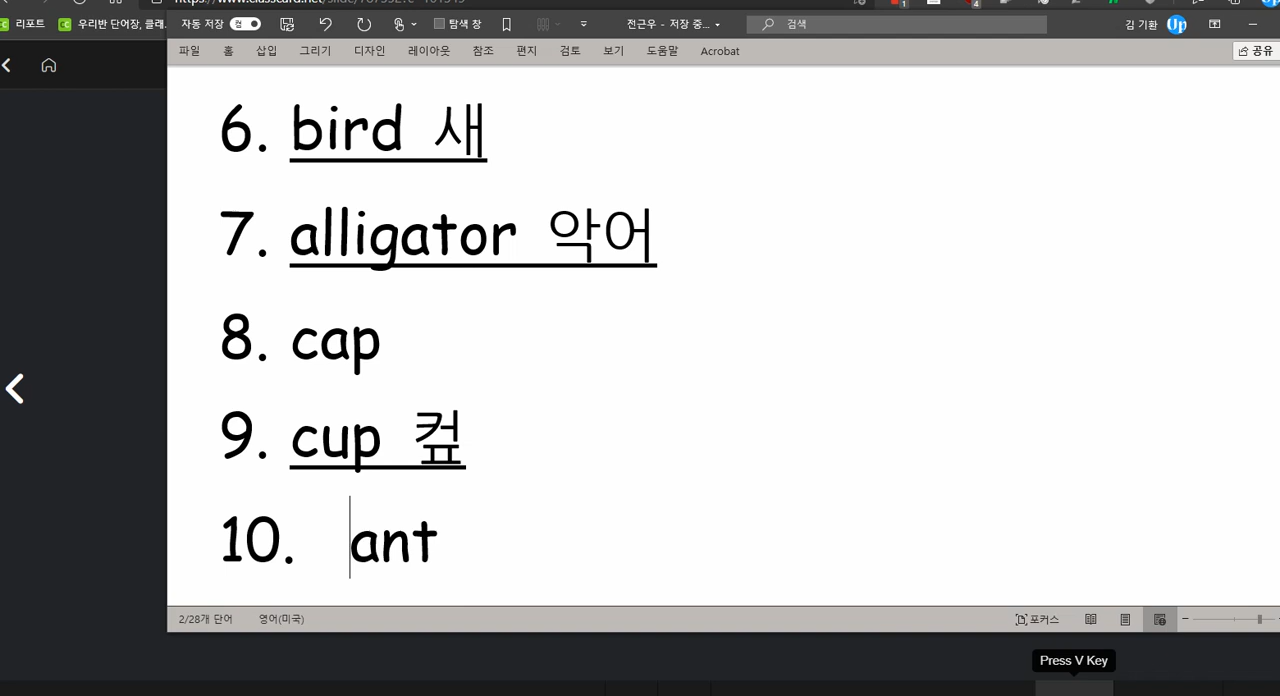 리포트 우리반 단어장, 클래. 자동 저장 컴 탐색 창 전근우 - 저장 중... 검색 김 기환 Up
파일 홈 삽입 그리기 디자인 레이아웃 참조 편지 검토 보기 도움말 Acrobat 공유
6. bird 새
7. alligator 악어
8. cap
9. cup 컾
10. ant
2/28개 단어 영어(미국) 포커스
Press V Key